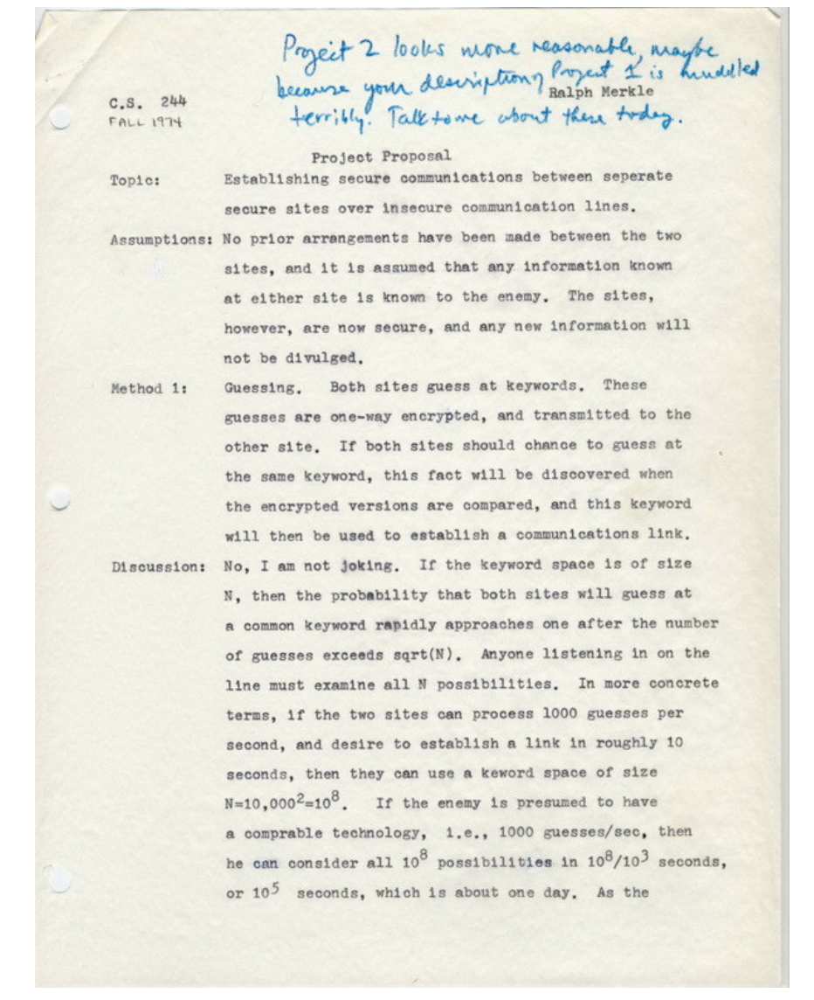 Project 2 looks more reasonable, maybe
because your description of Project 1 is muddled
terribly. Talk to me about these today.
Ralph Merkle
C.S. 244
FALL 1974
Project Proposal
Topic: Establishing secure communications between seperate
secure sites over insecure communication lines.
Assumptions: No prior arrangements have been made between the two
sites, and it is assumed that any information known
at either site is known to the enemy. The sites,
however, are now secure, and any new information will
not be divulged.
Method 1: Guessing. Both sites guess at keywords. These
guesses are one-way encrypted, and transmitted to the
other site. If both sites should chance to guess at
the same keyword, this fact will be discovered when
the encrypted versions are compared, and this keyword
will then be used to establish a communications link.
Discussion: No, I am not joking. If the keyword space is of size
N, then the probability that both sites will guess at
a common keyword rapidly approaches one after the number
of guesses exceeds sqrt(N). Anyone listening in on the
line must examine all N possibilities. In more concrete
terms, if the two sites can process 1000 guesses per
second, and desire to establish a link in roughly 10
seconds, then they can use a keword space of size
N=10,000²=10⁸. If the enemy is presumed to have
a comprable technology, i.e., 1000 guesses/sec, then
he can consider all 10⁸ possibilities in 10⁸/10³ seconds,
or 10⁵ seconds, which is about one day. As the